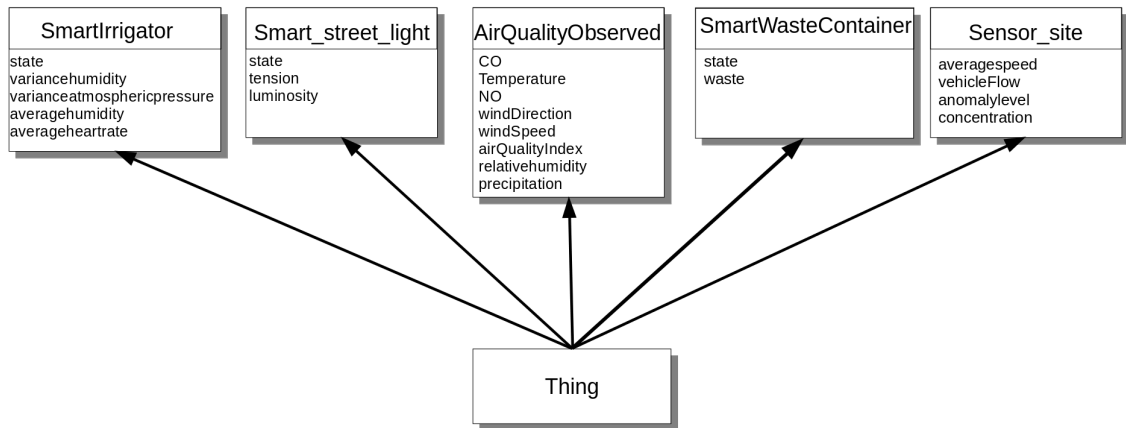 SmartIrrigator
state
variancehumidity
varianceatmosphericpressure
averagehumidity
averageheartrate
Smart_street_light
state
tension
luminosity
AirQualityObserved
CO
Temperature
NO
windDirection
windSpeed
airQualityIndex
relativehumidity
precipitation
SmartWasteContainer
state
waste
Sensor_site
averagespeed
vehicleFlow
anomalylevel
concentration
Thing